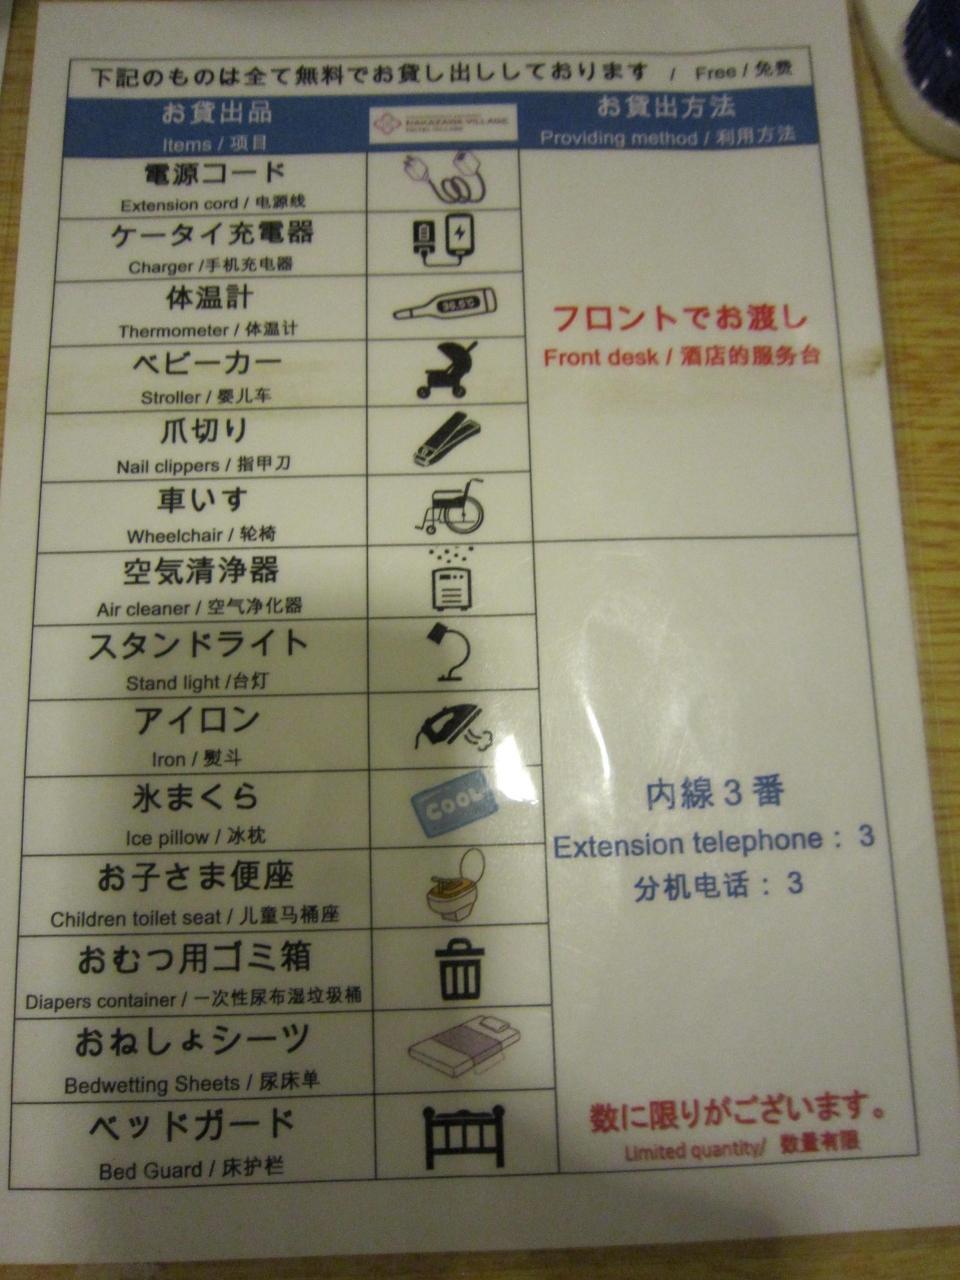 下記のものは全て無料でお貸し出ししております / Free / 免费
お貸出品
Items / 项目
NAKAZAWA VILLAGE
お貸出方法
Providing method / 利用方法
電源コード
Extension cord / 电源线
ケータイ充電器
Charger /手机充电器
体温計
Thermometer / 体温计
ベビーカー
Stroller / 婴儿车
爪切り
Nail clippers / 指甲刀
車いす
Wheelchair / 轮椅
フロントでお渡し
Front desk / 酒店的服务台
空気清浄器
Air cleaner / 空气净化器
スタンドライト
Stand light /台灯
アイロン
Iron / 熨斗
氷まくら
Ice pillow / 冰枕
COOL
お子さま便座
Children toilet seat / 儿童马桶座
おむつ用ゴミ箱
Diapers container / 一次性尿布湿垃圾桶
おねしょシーツ
Bedwetting Sheets / 尿床单
ベッドガード
Bed Guard / 床护栏
内線３番
Extension telephone： 3
分机电话： 3
数に限りがございます。
Limited quantity/ 数量有限